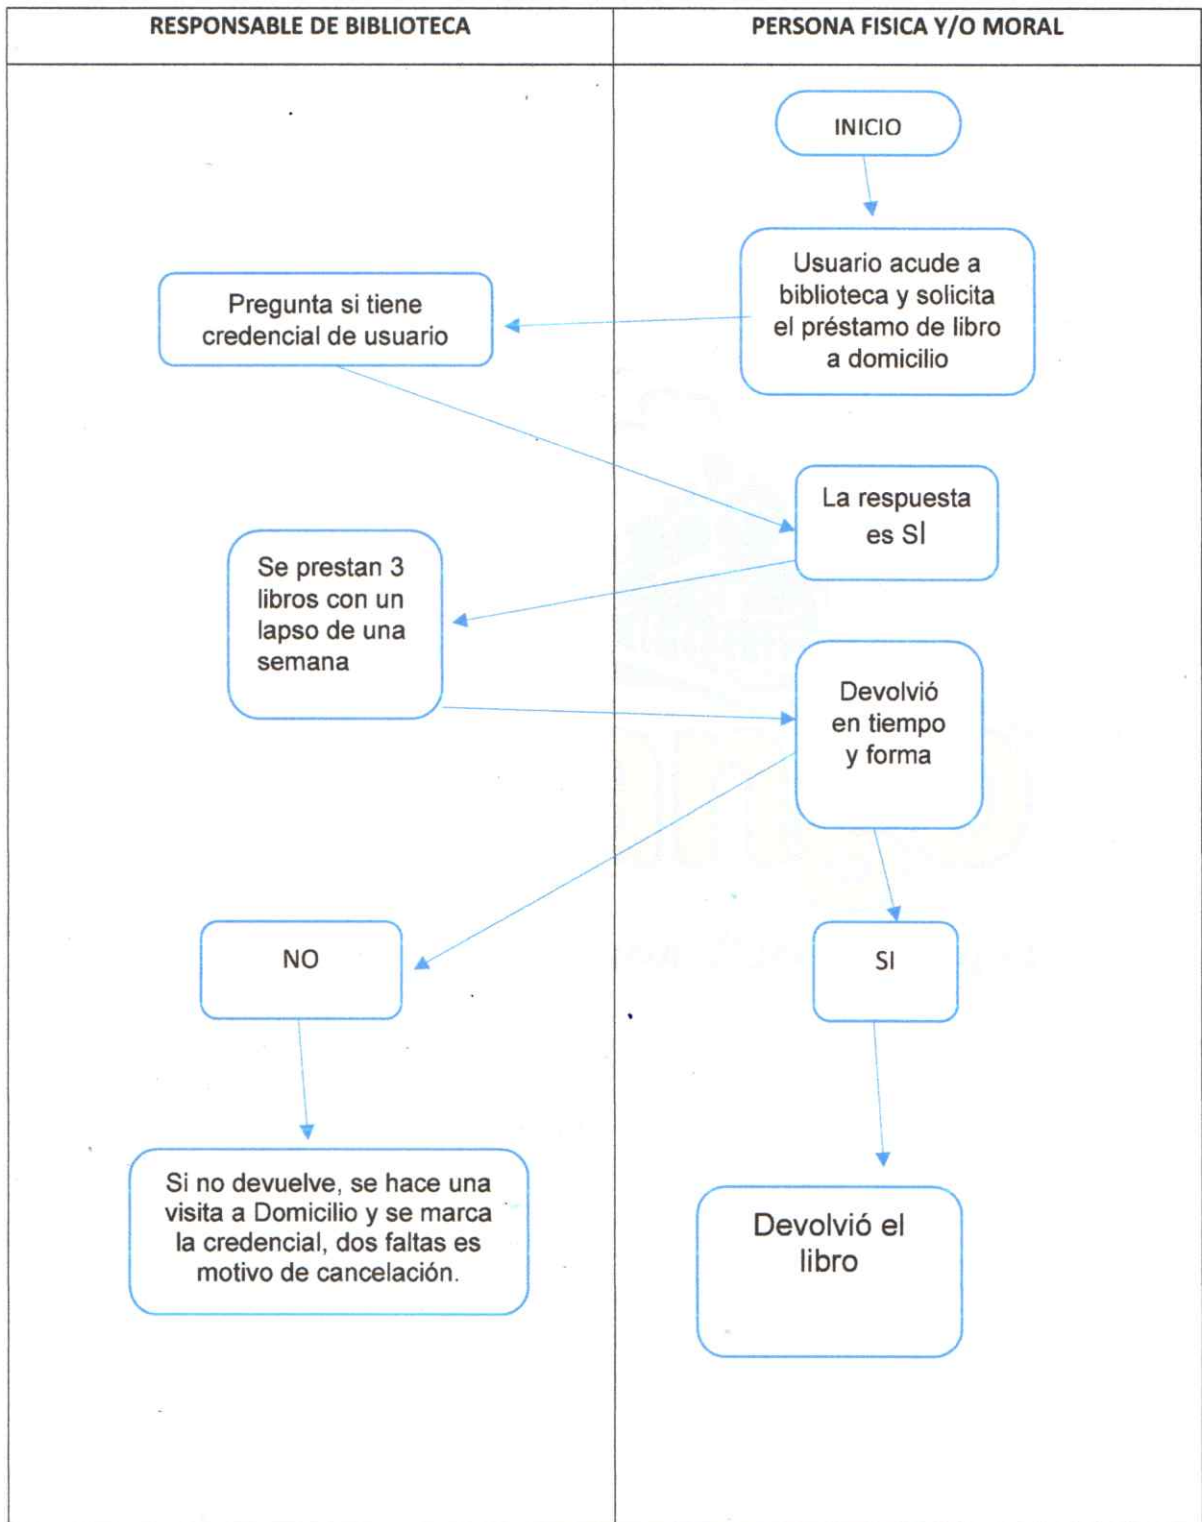 RESPONSABLE DE BIBLIOTECA
PERSONA FISICA Y/O MORAL
INICIO
Usuario acude a
biblioteca y solicita
el préstamo de libro
a domicilio
Pregunta si tiene
credencial de usuario
La respuesta
es SÍ
Se prestan 3
libros con un
lapso de una
semana
Devolvió
en tiempo
y forma
NO
SI
Si no devuelve, se hace una
visita a Domicilio y se marca
la credencial, dos faltas es
motivo de cancelación.
Devolvió el
libro